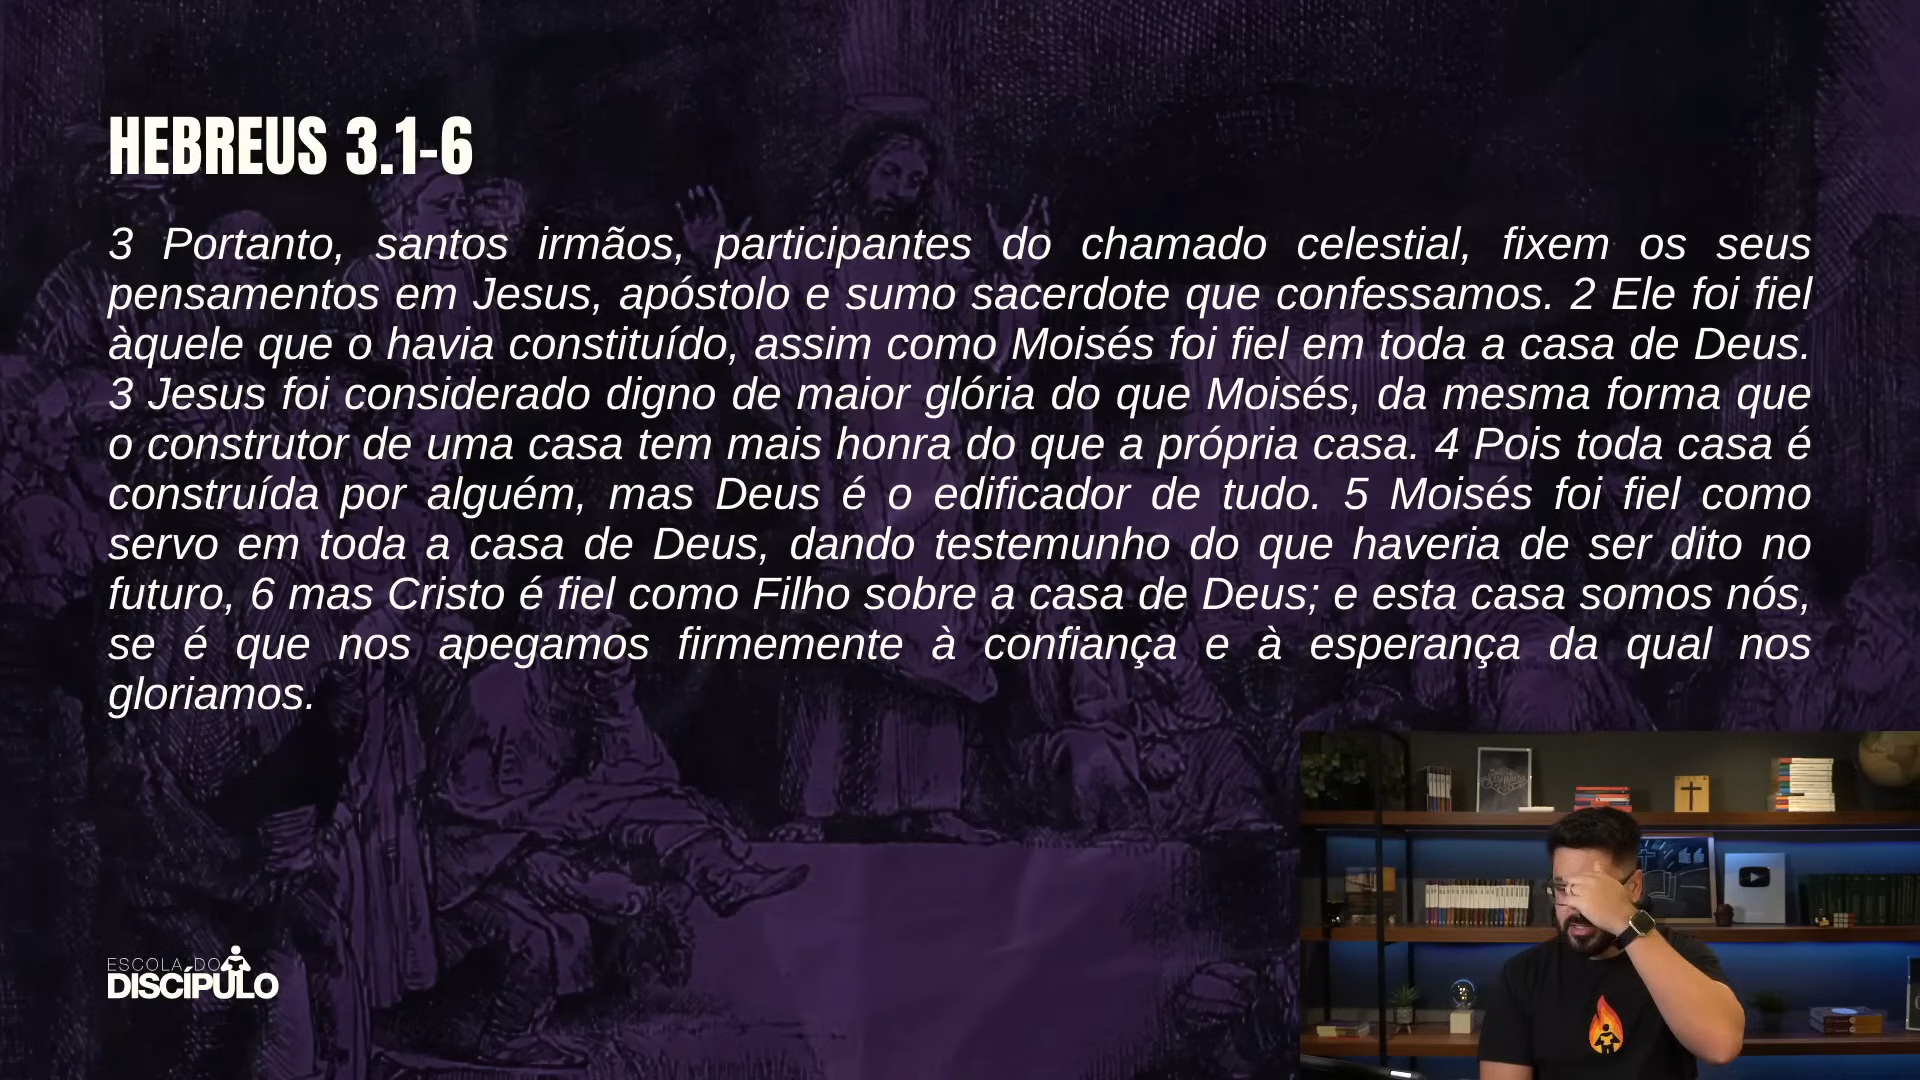 HEBREUS 3.1-6
3 Portanto, santos irmãos, participantes do chamado celestial, fixem os seus
pensamentos em Jesus, apóstolo e sumo sacerdote que confessamos. 2 Ele foi fiel
àquele que o havia constituído, assim como Moisés foi fiel em toda a casa de Deus.
3 Jesus foi considerado digno de maior glória do que Moisés, da mesma forma que
o construtor de uma casa tem mais honra do que a própria casa. 4 Pois toda casa é
construída por alguém, mas Deus é o edificador de tudo. 5 Moisés foi fiel como
servo em toda a casa de Deus, dando testemunho do que haveria de ser dito no
futuro, 6 mas Cristo é fiel como Filho sobre a casa de Deus; e esta casa somos nós,
se é que nos apegamos firmemente à confiança e à esperança da qual nos
gloriamos.
ESCOLA DO
DISCÍPULO